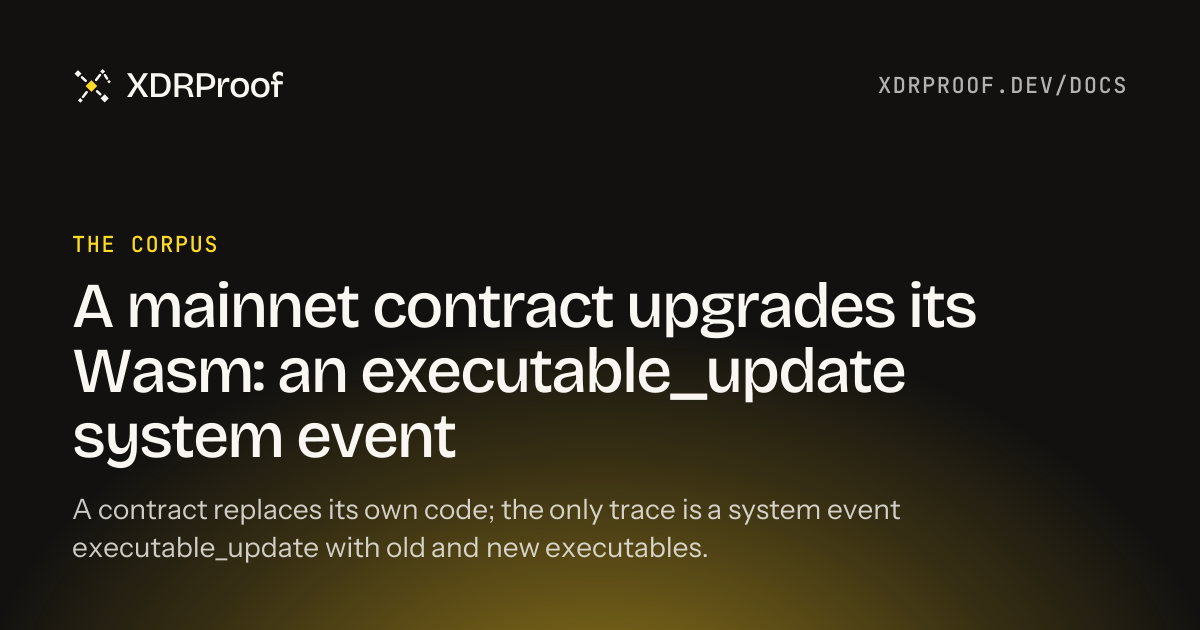 XDRProof
XDRPROOF.DEV/DOCS
THE CORPUS
A mainnet contract upgrades its
Wasm: an executable_update
system event
A contract replaces its own code; the only trace is a system event
executable_update with old and new executables.